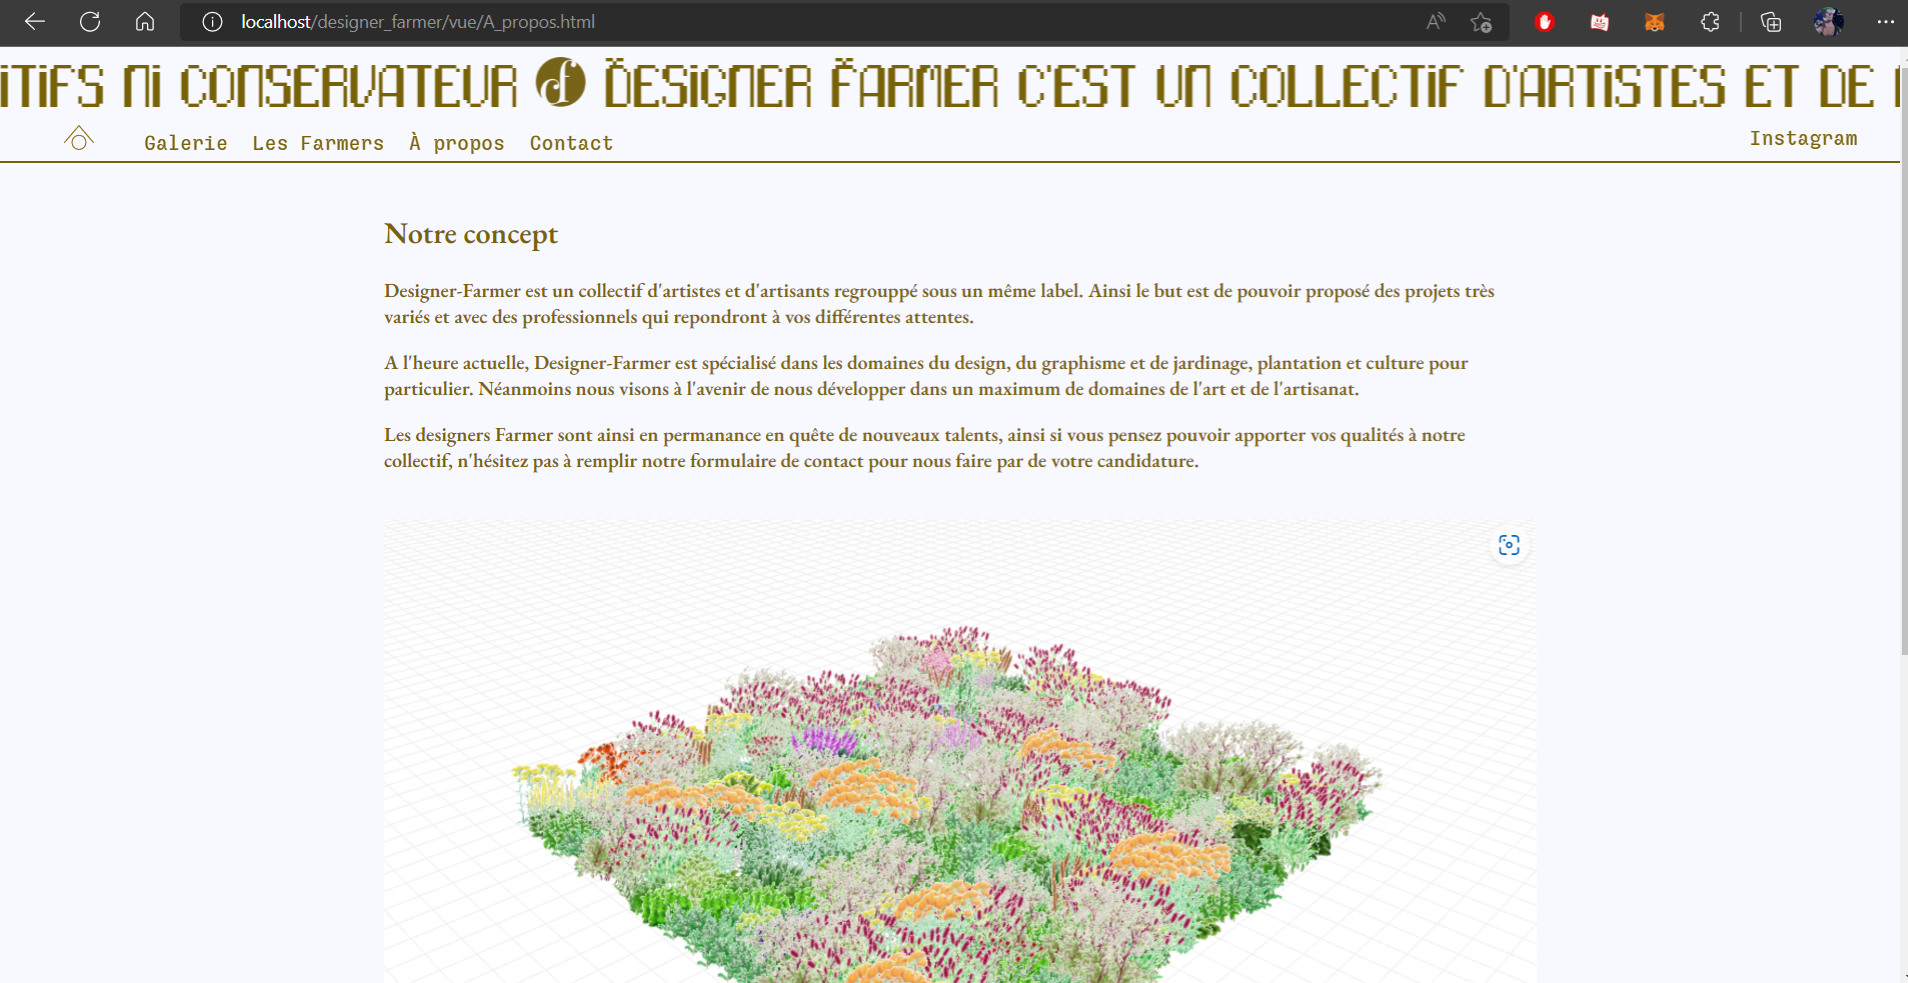 localhost/designer_farmer/vue/A_propos.html
iTiFS Ni CONSERVATEUR DESiGNER FARMER C'EST UN COLLECTiF D'ARTiSTES ET DE
Galerie Les Farmers À propos Contact
Instagram
Notre concept
Designer-Farmer est un collectif d'artistes et d'artisants regrouppé sous un même label. Ainsi le but est de pouvoir proposé des projets très
variés et avec des professionnels qui repondront à vos différentes attentes.
A l'heure actuelle, Designer-Farmer est spécialisé dans les domaines du design, du graphisme et de jardinage, plantation et culture pour
particulier. Néanmoins nous visons à l'avenir de nous développer dans un maximum de domaines de l'art et de l'artisanat.
Les designers Farmer sont ainsi en permanance en quête de nouveaux talents, ainsi si vous pensez pouvoir apporter vos qualités à notre
collectif, n'hésitez pas à remplir notre formulaire de contact pour nous faire par de votre candidature.